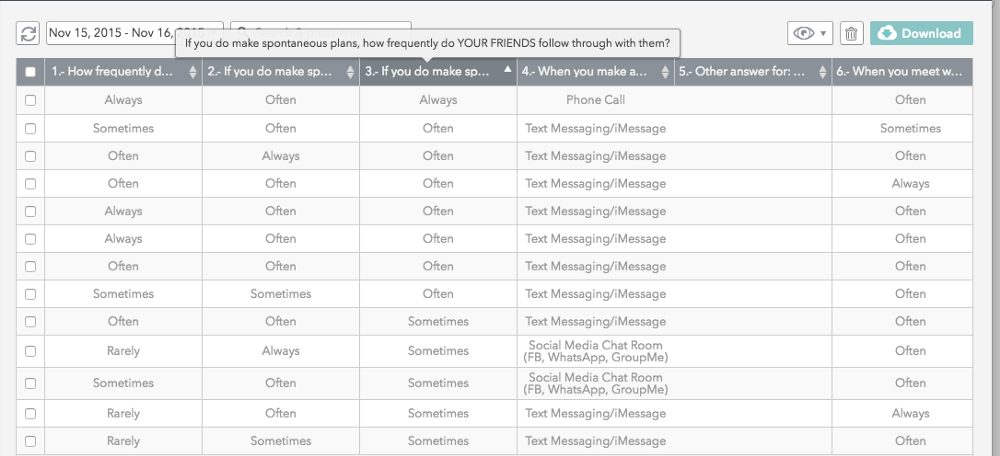 Nov 15, 2015 - Nov 16, 2015
If you do make spontaneous plans, how frequently do YOUR FRIENDS follow through with them?
Download
1.- How frequently d... 2.- If you do make sp... 3.- If you do make sp... 4.- When you make a... 5.- Other answer for: ... 6.- When you meet w...
Always Often Always Phone Call Often
Sometimes Often Often Text Messaging/iMessage Sometimes
Often Always Often Text Messaging/iMessage Often
Often Often Often Text Messaging/iMessage Always
Always Often Often Text Messaging/iMessage Often
Always Often Often Text Messaging/iMessage Often
Often Often Often Text Messaging/iMessage Often
Sometimes Sometimes Often Text Messaging/iMessage Often
Often Often Sometimes Text Messaging/iMessage Often
Rarely Always Sometimes Social Media Chat Room (FB, WhatsApp, GroupMe) Often
Sometimes Often Sometimes Social Media Chat Room (FB, WhatsApp, GroupMe) Often
Rarely Often Sometimes Text Messaging/iMessage Always
Rarely Sometimes Sometimes Text Messaging/iMessage Often